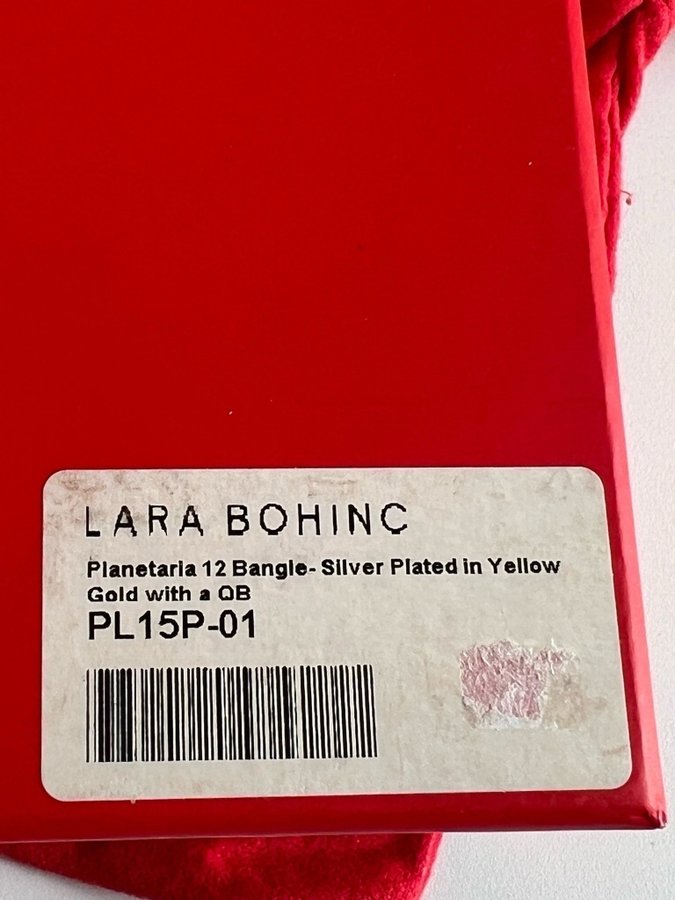 LARA BOHINC
Planetaria 12 Bangle- Silver Plated in Yellow
Gold with a QB
PL15P-01